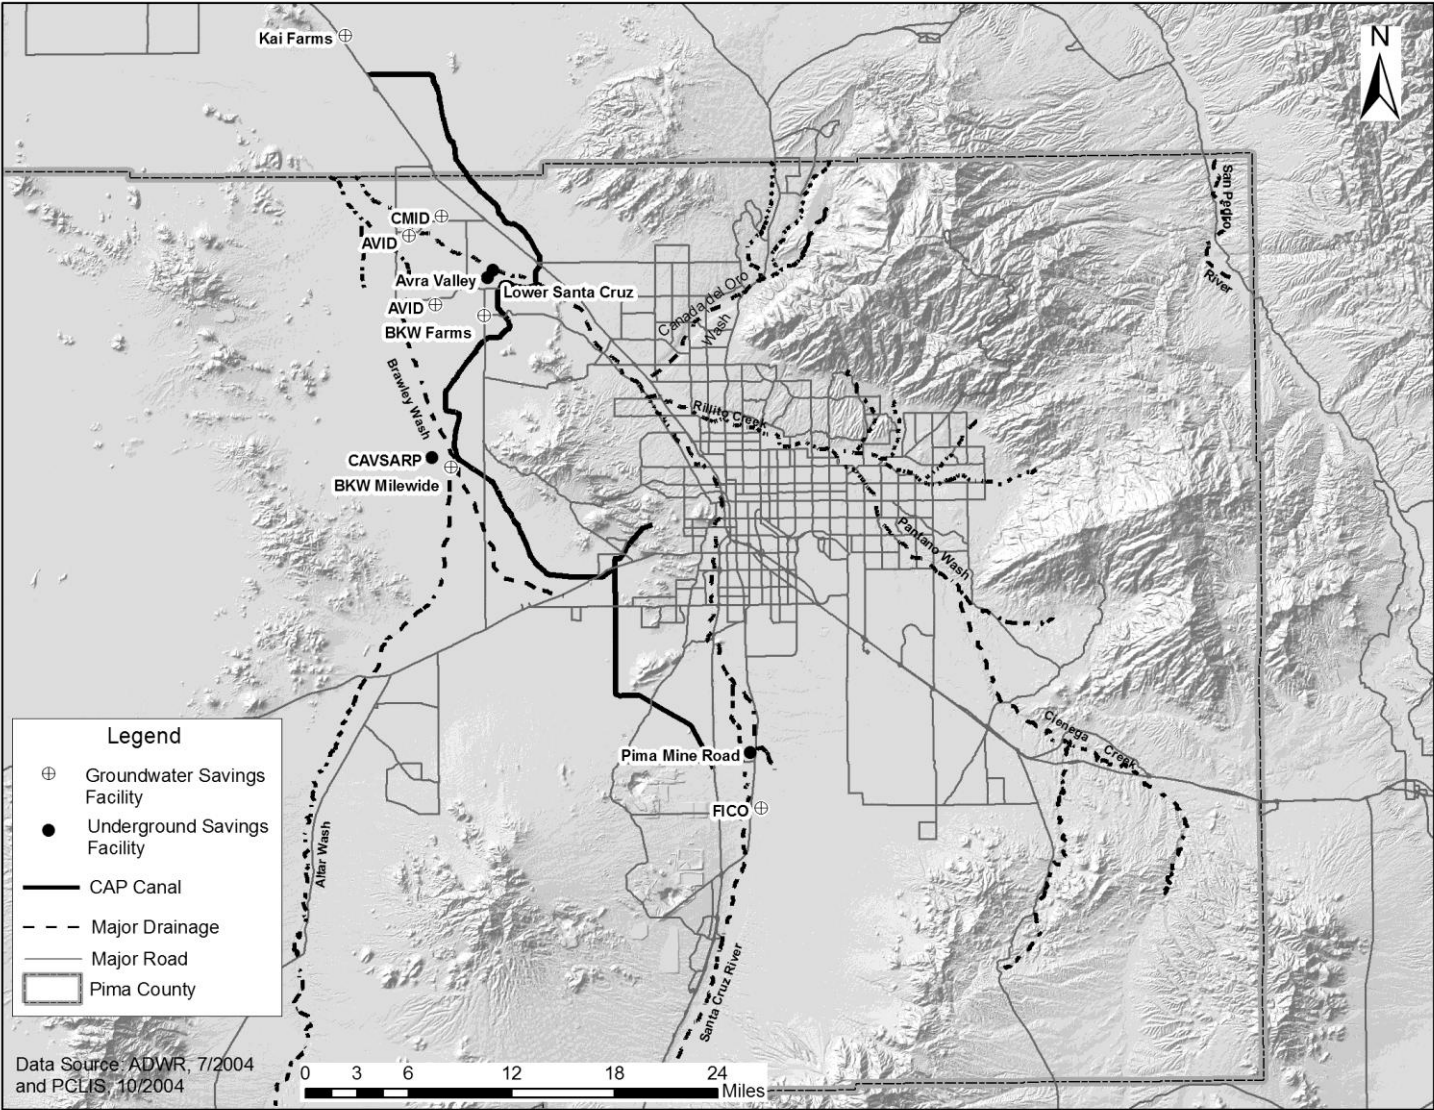 Kai Farms
N
San Pedro
River
CMID
AVID
Avra Valley
Lower Santa Cruz
AVID
BKW Farms
Canada del Oro
Wash
Brawley Wash
Rillito Creek
CAVSARP
BKW Milewide
Pantano Wash
Cienega Creek
Pima Mine Road
FICO
Altar Wash
Santa Cruz River
Legend
Groundwater Savings
Facility
Underground Savings
Facility
CAP Canal
Major Drainage
Major Road
Pima County
Data Source: ADWR, 7/2004
and PCLIS, 10/2004
0 3 6 12 18 24
Miles